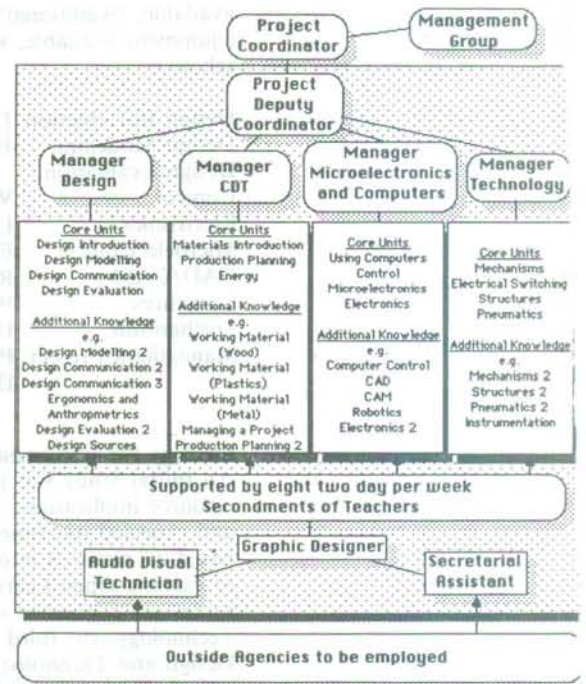 Project
Coordinator
Management
Group
Project
Deputy
Coordinator
Manager
Design
Manager
CDT
Manager
Microelectronics
and Computers
Manager
Technology
Core Units
Design Introduction
Design Modelling
Design Communication
Design Evaluation
Additional Knowledge
e.g.
Design Modelling 2
Design Communication 2
Design Communication 3
Ergonomics and
Anthropmetrics
Design Evaluation 2
Design Sources
Core Units
Materials Introduction
Production Planning
Energy
Additional Knowledge
e.g.
Working Material
(Wood)
Working Material
(Plastics)
Working Material
(Metal)
Managing a Project
Production Planning 2
Core Units
Using Computers
Control
Microelectronics
Electronics
Additional Knowledge
e.g.
Computer Control
CAD
CAM
Robotics
Electronics 2
Core Units
Mechanisms
Electrical Switching
Structures
Pneumatics
Additional Knowledge
e.g.
Mechanisms 2
Structures 2
Pneumatics 2
Instrumentation
Supported by eight two day per week
Secondments of Teachers
Graphic Designer
Audio Visual
Technician
Secretarial
Assistant
Outside Agencies to be employed